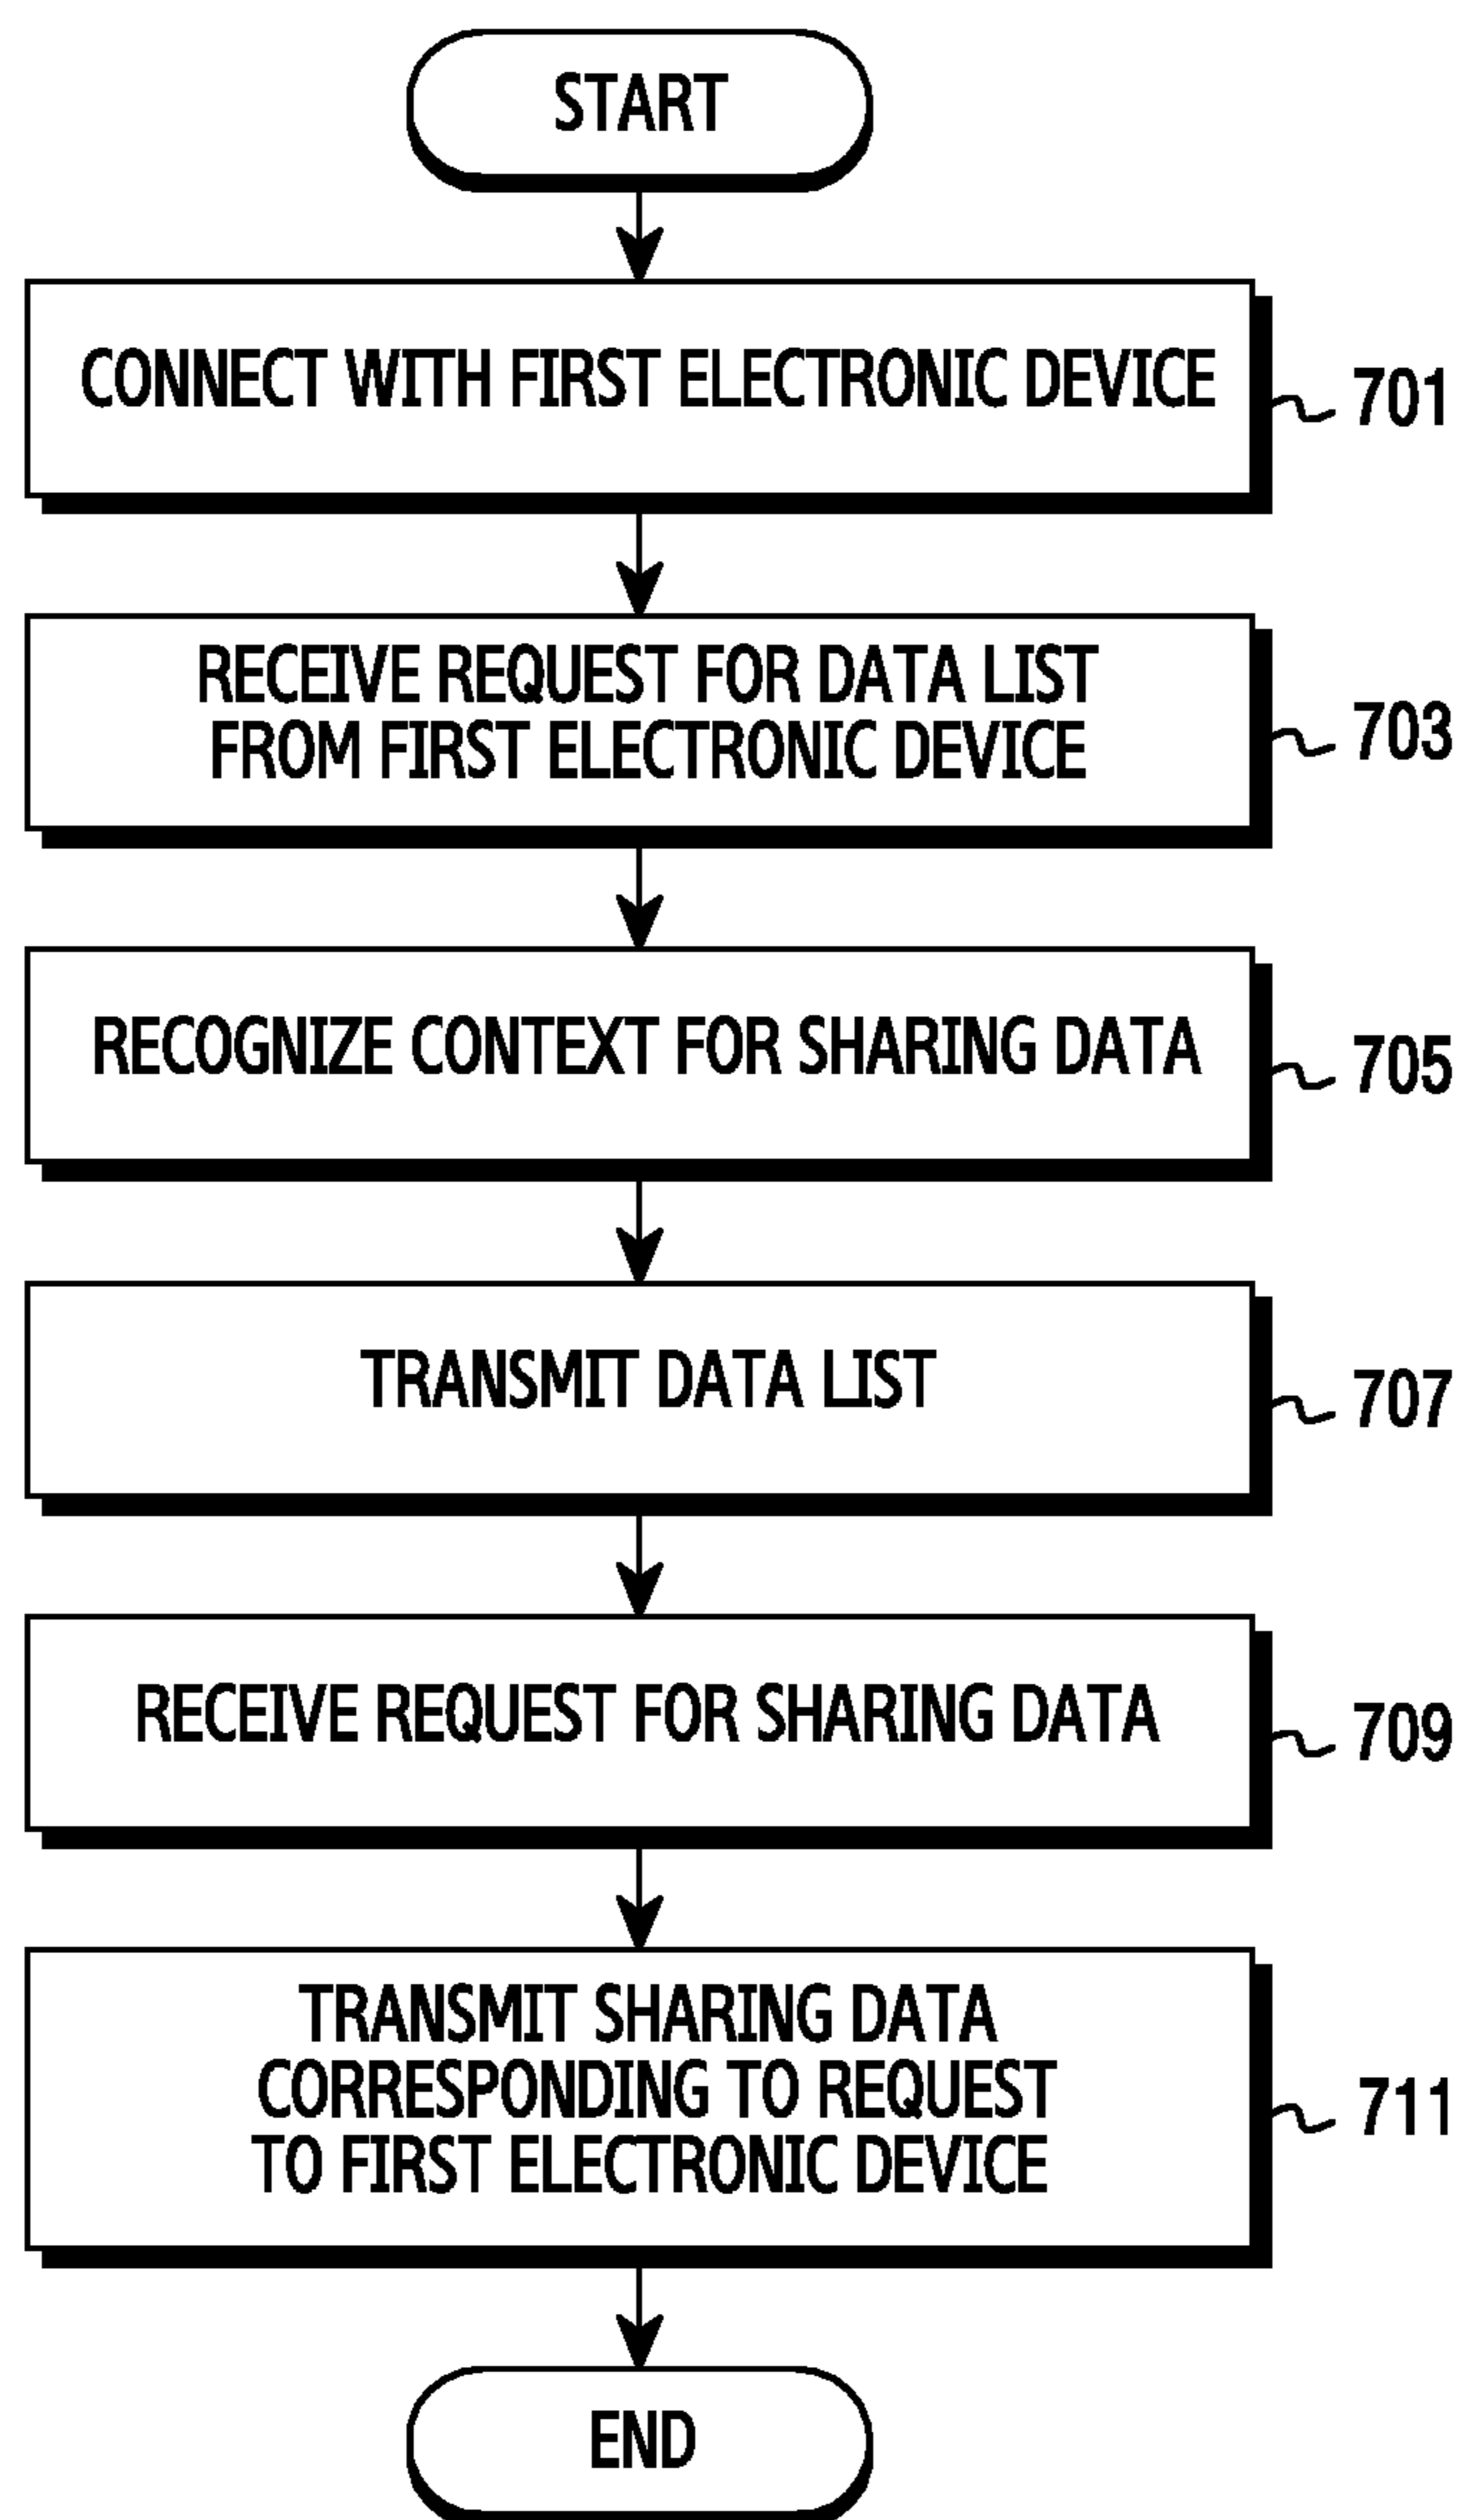 START
CONNECT WITH FIRST ELECTRONIC DEVICE
701
RECEIVE REQUEST FOR DATA LIST
FROM FIRST ELECTRONIC DEVICE
703
RECOGNIZE CONTEXT FOR SHARING DATA
705
TRANSMIT DATA LIST
707
RECEIVE REQUEST FOR SHARING DATA
709
TRANSMIT SHARING DATA
CORRESPONDING TO REQUEST
TO FIRST ELECTRONIC DEVICE
711
END